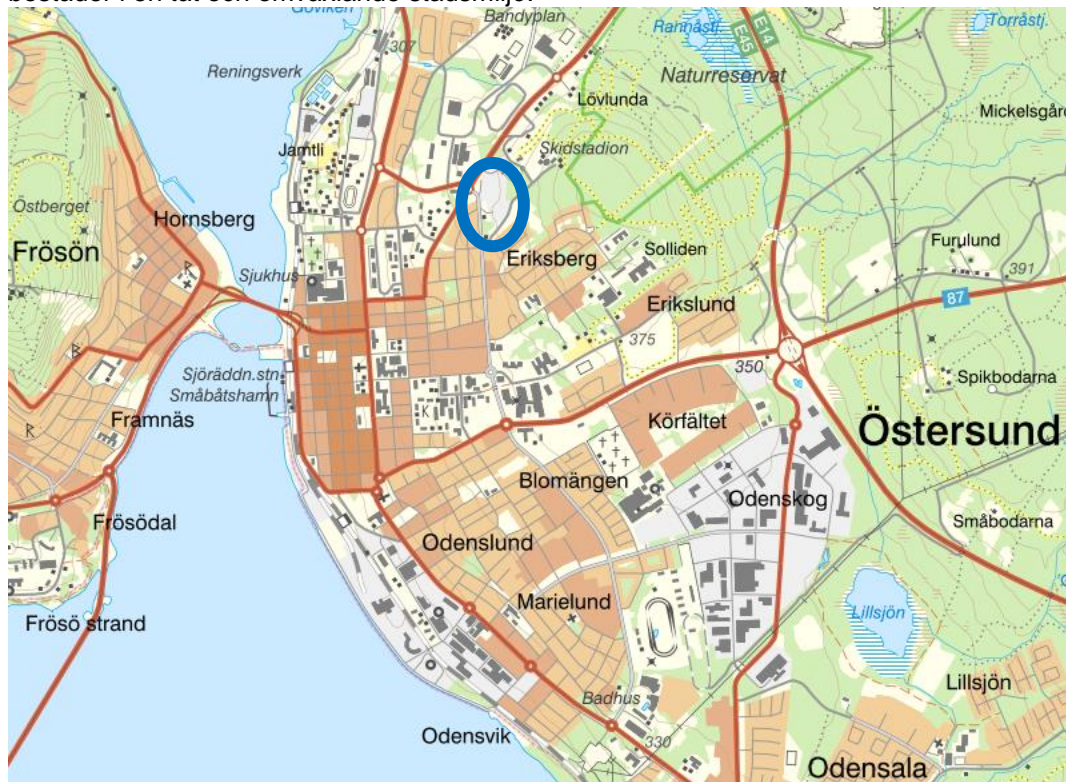 Göviken
Bandyplan
Rannåstj.
E45
E14
Torråstj.
307
Reningsverk
Naturreservat
Lövlunda
Mickelsgård
Jamtli
Skidstadion
Östberget
Hornsberg
Frösön
Eriksberg
Solliden
Furulund
391
Sjukhus
Erikslund
87
375
350
Sjöräddn.stn
Småbåtshamn
Spikbodarna
Framnäs
K
Körfältet
Östersund
R
B
R
Blomängen
Odenskog
Frösödal
Odenslund
Småbodarna
Marielund
Frösö strand
Lillsjön
Lillsjön
Badhus
Odensvik
330
Odensala